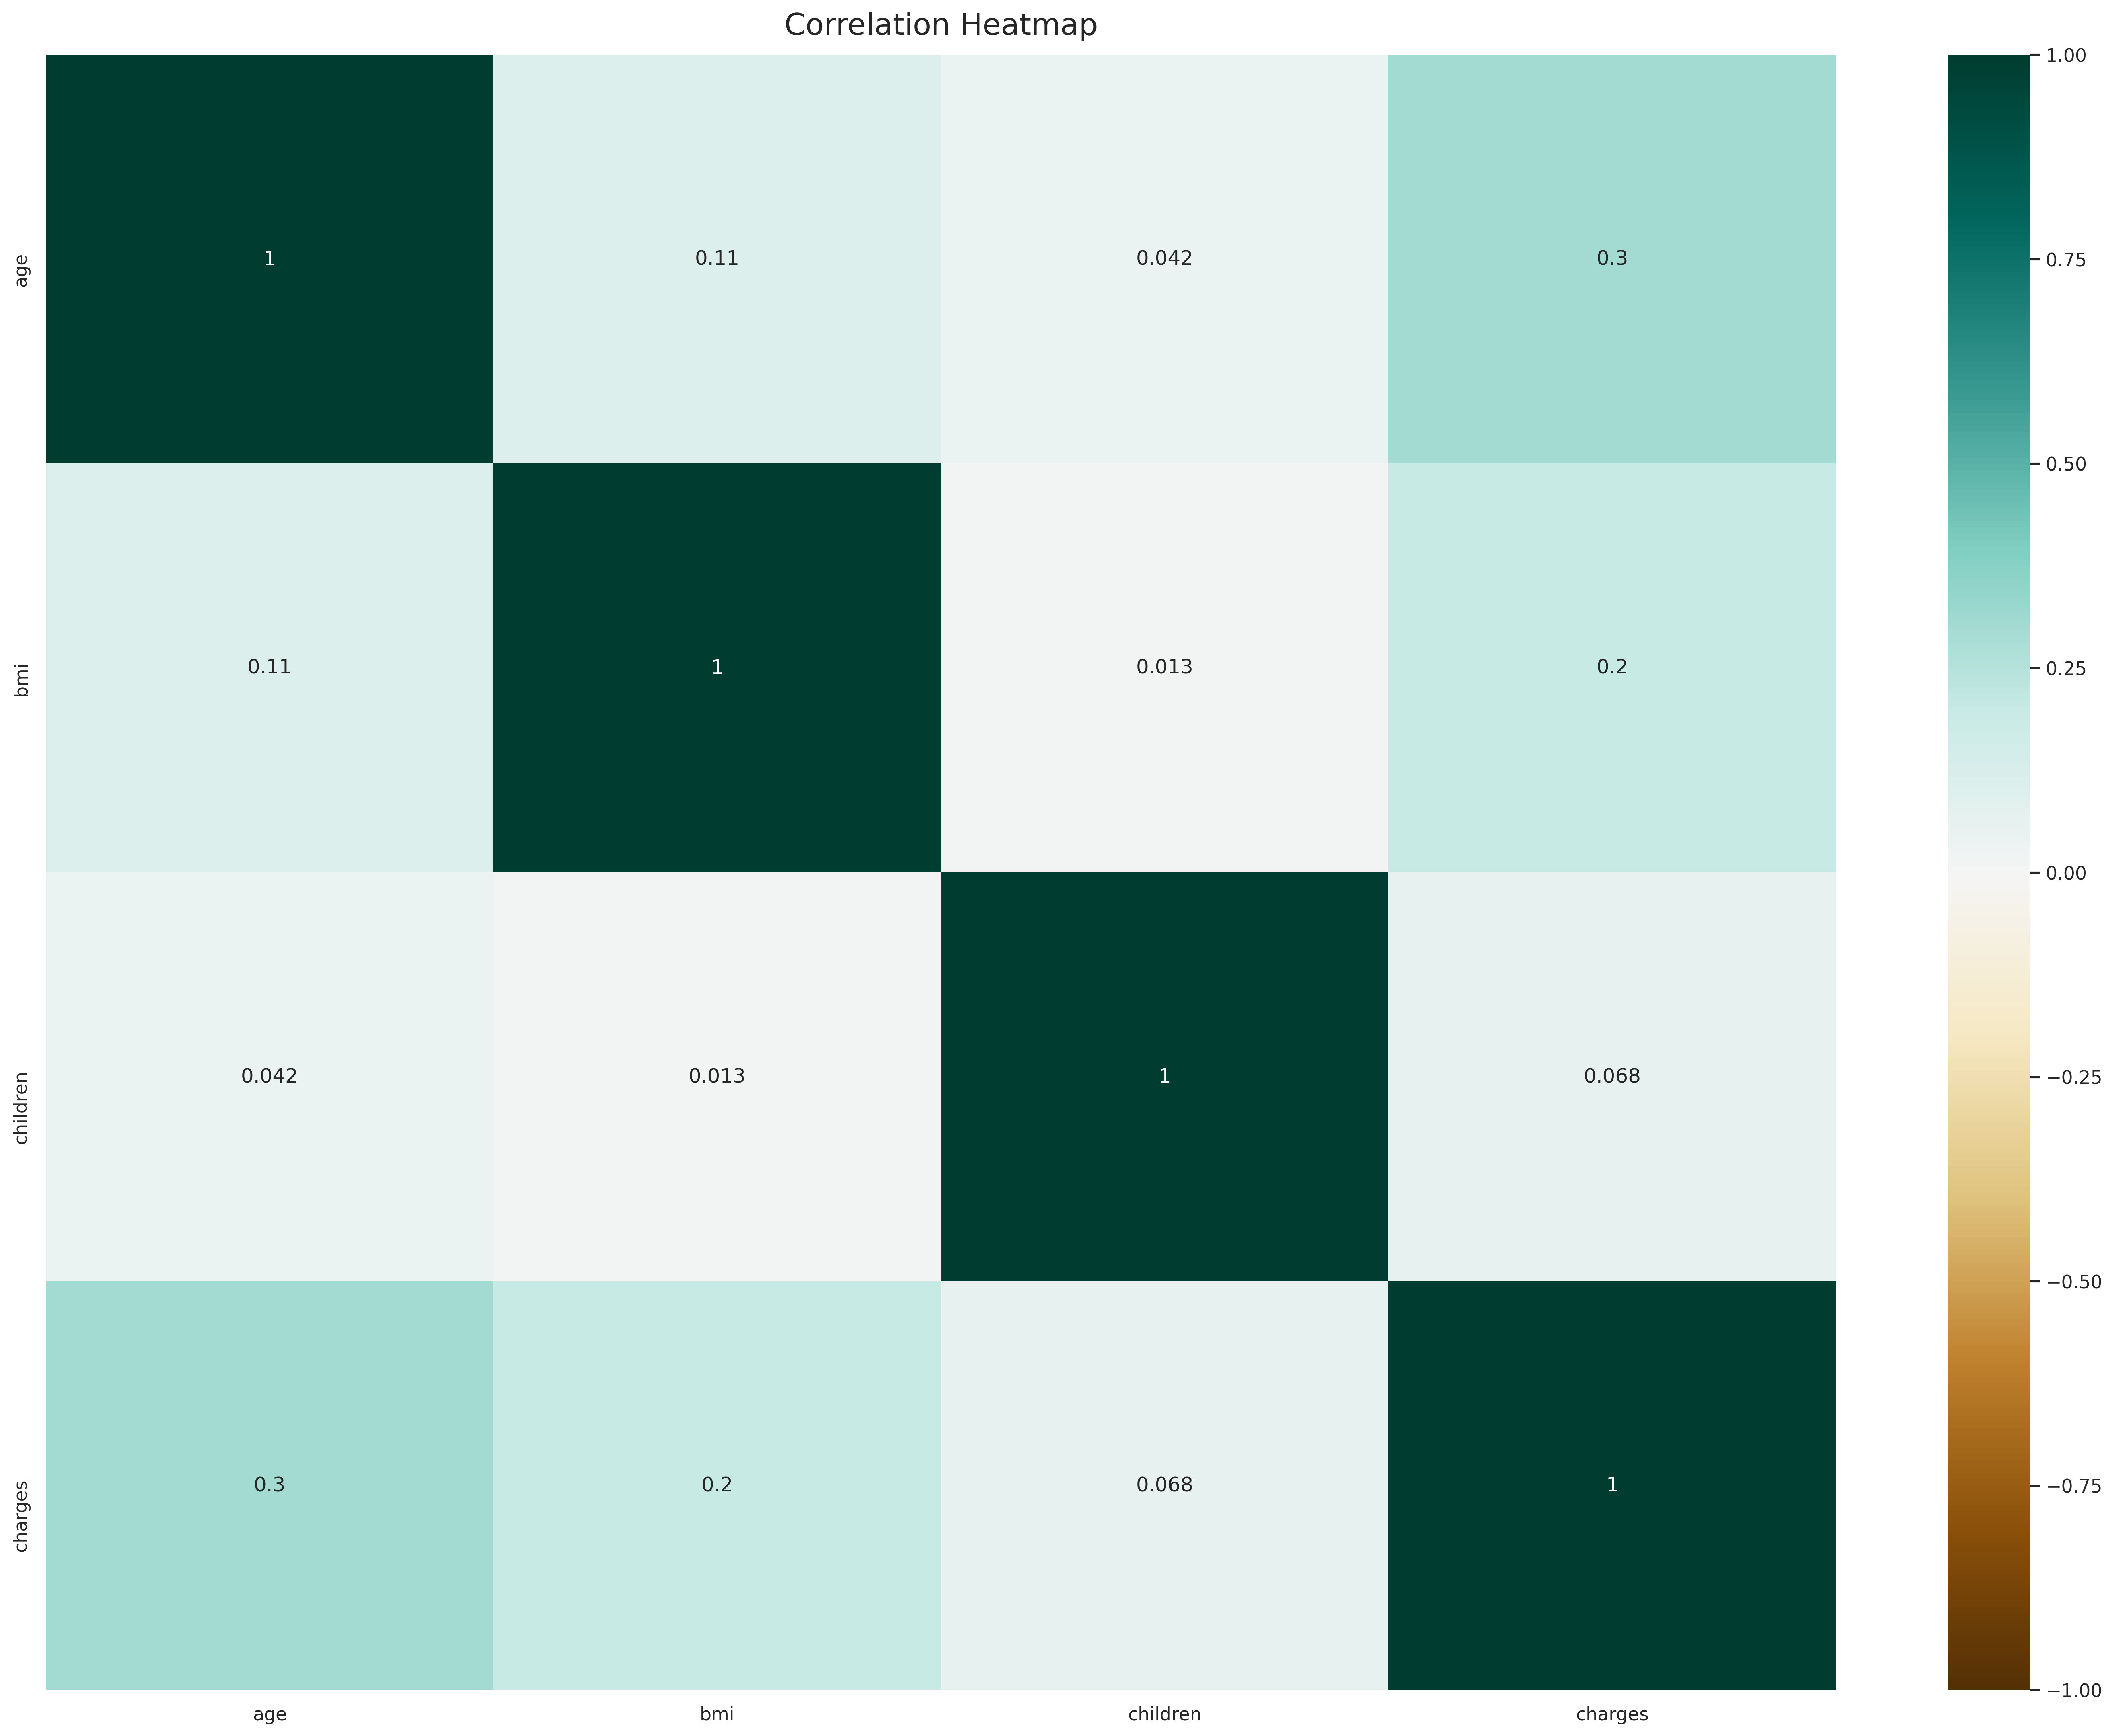 Correlation Heatmap
1.00
age 1 0.11 0.042 0.3
0.75
0.50
bmi 0.11 1 0.013 0.2
0.25
0.00
children 0.042 0.013 1 0.068
−0.25
−0.50
charges 0.3 0.2 0.068 1
−0.75
−1.00
age bmi children charges